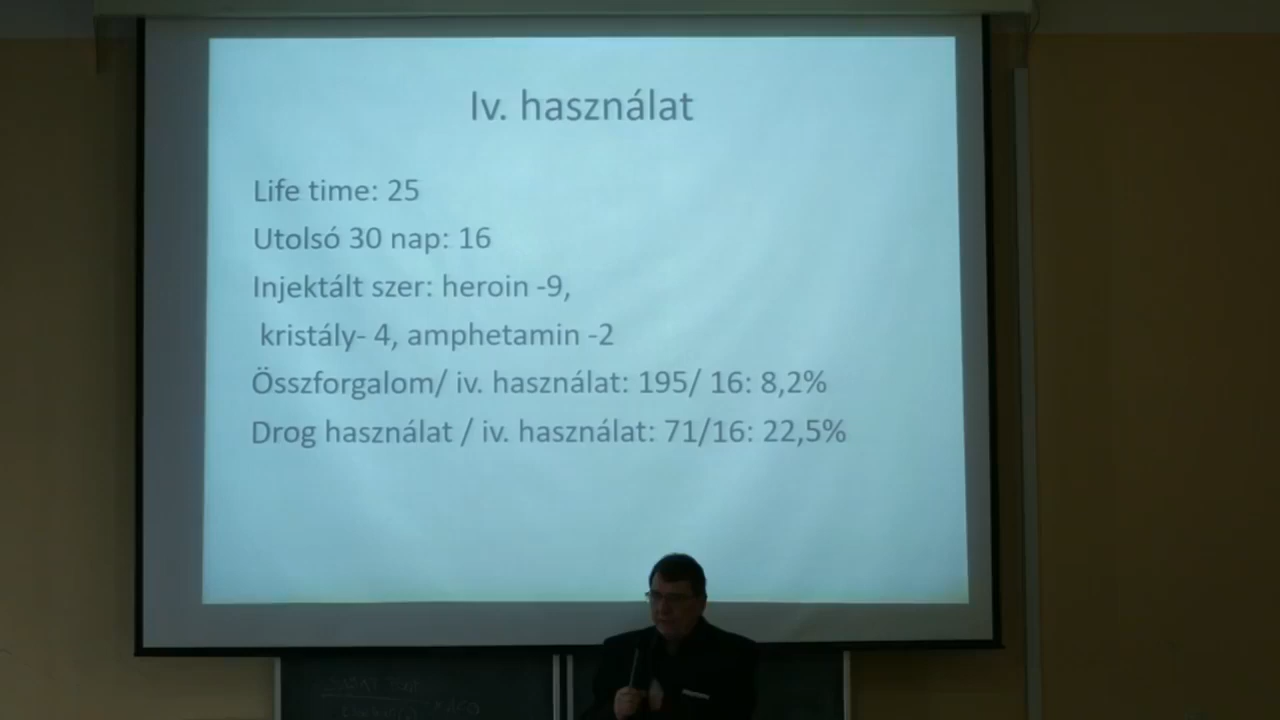 Iv. használat
Life time: 25
Utolsó 30 nap: 16
Injektált szer: heroin -9,
kristály- 4, amphetamin -2
Összforgalom/ iv. használat: 195/ 16: 8,2%
Drog használat / iv. használat: 71/16: 22,5%